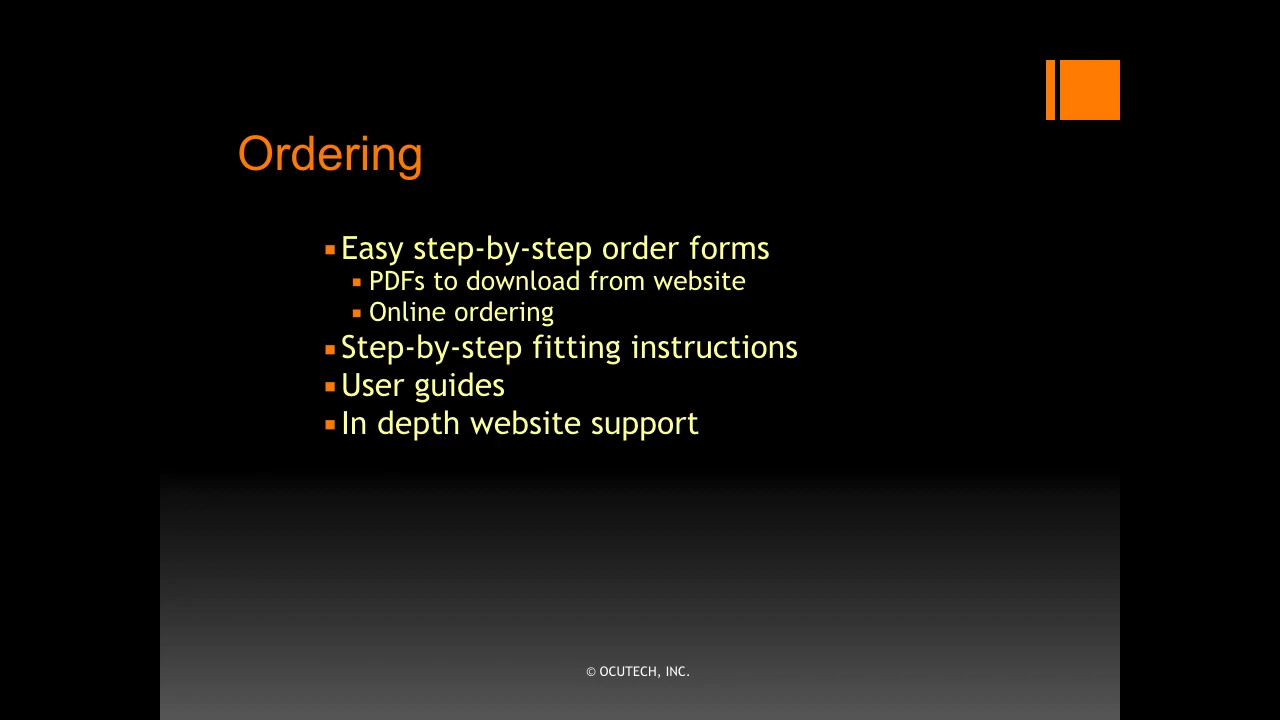 Ordering
Easy step-by-step order forms
PDFs to download from website
Online ordering
Step-by-step fitting instructions
User guides
In depth website support
© OCUTECH, INC.